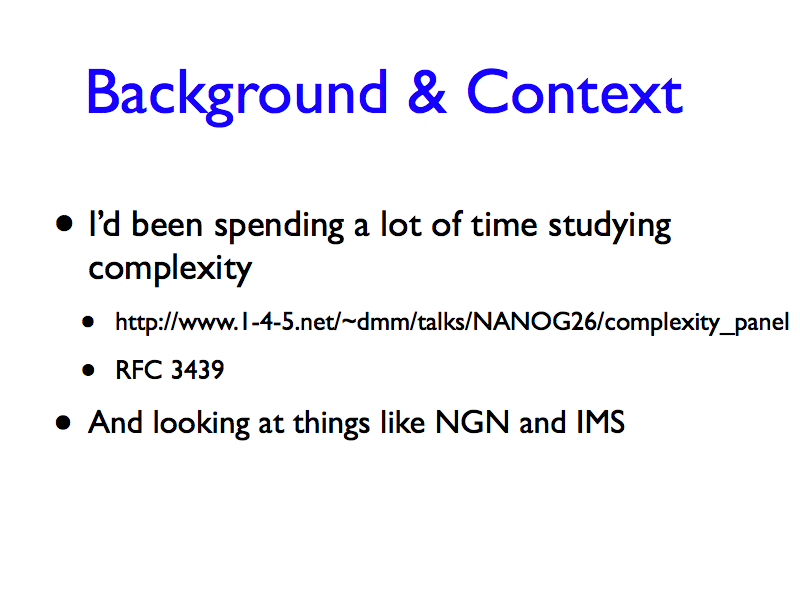 Background & Context
• I'd been spending a lot of time studying
complexity
• http://www.1-4-5.net/~dmm/talks/NANOG26/complexity_panel
• RFC 3439
• And looking at things like NGN and IMS